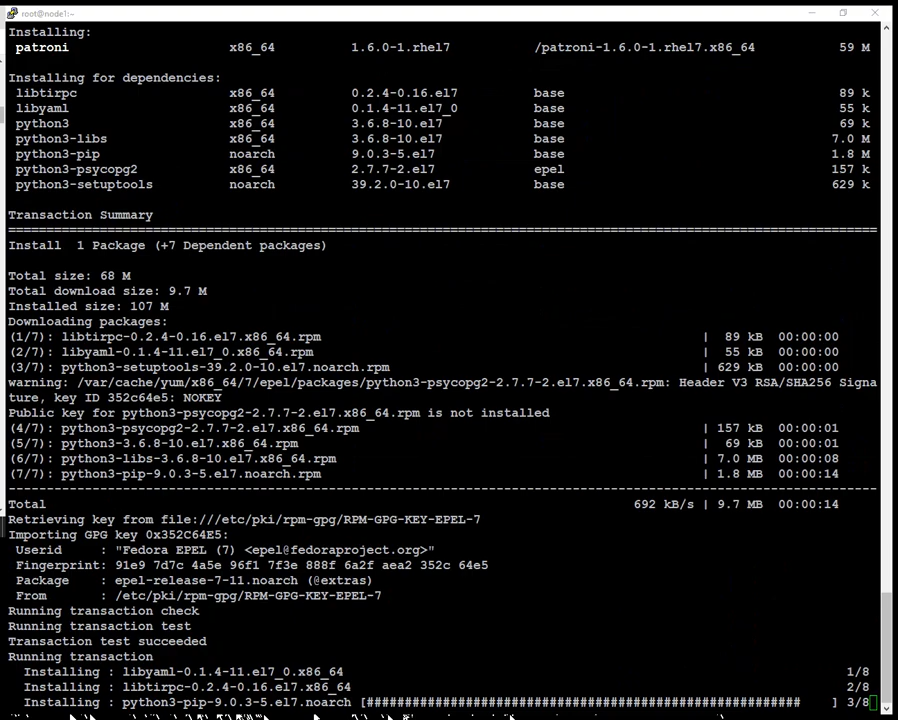 root@node1:~
Installing:
patroni x86_64 1.6.0-1.rhel7 /patroni-1.6.0-1.rhel7.x86_64 59 M
Installing for dependencies:
libtirpc x86_64 0.2.4-0.16.el7 base 89 k
libyaml x86_64 0.1.4-11.el7_0 base 55 k
python3 x86_64 3.6.8-10.el7 base 69 k
python3-libs x86_64 3.6.8-10.el7 base 7.0 M
python3-pip noarch 9.0.3-5.el7 base 1.8 M
python3-psycopg2 x86_64 2.7.7-2.el7 epel 157 k
python3-setuptools noarch 39.2.0-10.el7 base 629 k
Transaction Summary
================================================================================
Install 1 Package (+7 Dependent packages)
Total size: 68 M
Total download size: 9.7 M
Installed size: 107 M
Downloading packages:
(1/7): libtirpc-0.2.4-0.16.el7.x86_64.rpm | 89 kB 00:00:00
(2/7): libyaml-0.1.4-11.el7_0.x86_64.rpm | 55 kB 00:00:00
(3/7): python3-setuptools-39.2.0-10.el7.noarch.rpm | 629 kB 00:00:00
warning: /var/cache/yum/x86_64/7/epel/packages/python3-psycopg2-2.7.7-2.el7.x86_64.rpm: Header V3 RSA/SHA256 Signa
ture, key ID 352c64e5: NOKEY
Public key for python3-psycopg2-2.7.7-2.el7.x86_64.rpm is not installed
(4/7): python3-psycopg2-2.7.7-2.el7.x86_64.rpm | 157 kB 00:00:01
(5/7): python3-3.6.8-10.el7.x86_64.rpm | 69 kB 00:00:01
(6/7): python3-libs-3.6.8-10.el7.x86_64.rpm | 7.0 MB 00:00:08
(7/7): python3-pip-9.0.3-5.el7.noarch.rpm | 1.8 MB 00:00:14
--------------------------------------------------------------------------------
Total 692 kB/s | 9.7 MB 00:00:14
Retrieving key from file:///etc/pki/rpm-gpg/RPM-GPG-KEY-EPEL-7
Importing GPG key 0x352C64E5:
Userid : "Fedora EPEL (7) <epel@fedoraproject.org>"
Fingerprint: 91e9 7d7c 4a5e 96f1 7f3e 888f 6a2f aea2 352c 64e5
Package : epel-release-7-11.noarch (@extras)
From : /etc/pki/rpm-gpg/RPM-GPG-KEY-EPEL-7
Running transaction check
Running transaction test
Transaction test succeeded
Running transaction
Installing : libyaml-0.1.4-11.el7_0.x86_64 1/8
Installing : libtirpc-0.2.4-0.16.el7.x86_64 2/8
Installing : python3-pip-9.0.3-5.el7.noarch [######################################################### ] 3/8